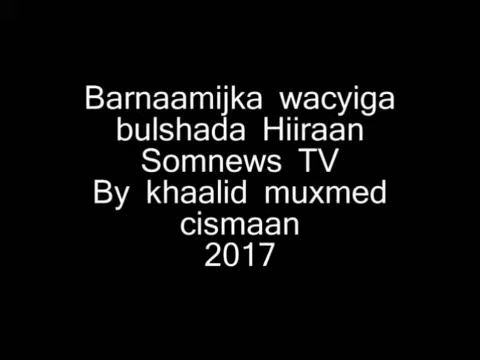 Barnaamijka wacyiga
bulshada Hiiraan
Somnews TV
By khaalid muxmed
cismaan
2017